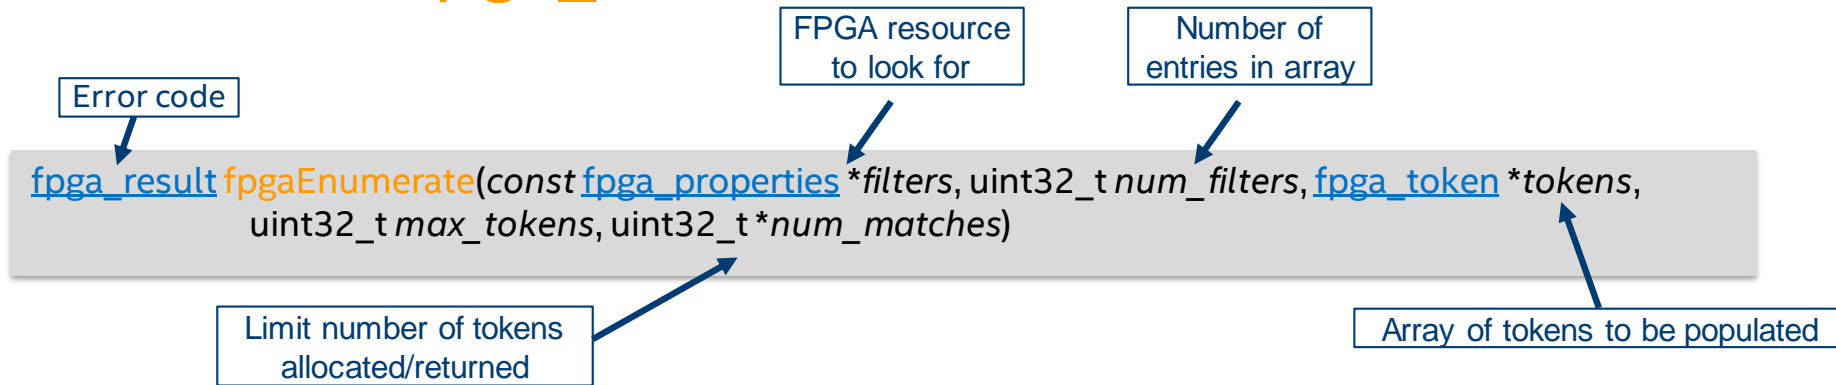 FPGA resource
to look for
Number of
entries in array
Error code
fpga_result fpgaEnumerate(const fpga_properties *filters, uint32_t num_filters, fpga_token *tokens,
uint32_t max_tokens, uint32_t *num_matches)
Limit number of tokens
allocated/returned
Array of tokens to be populated